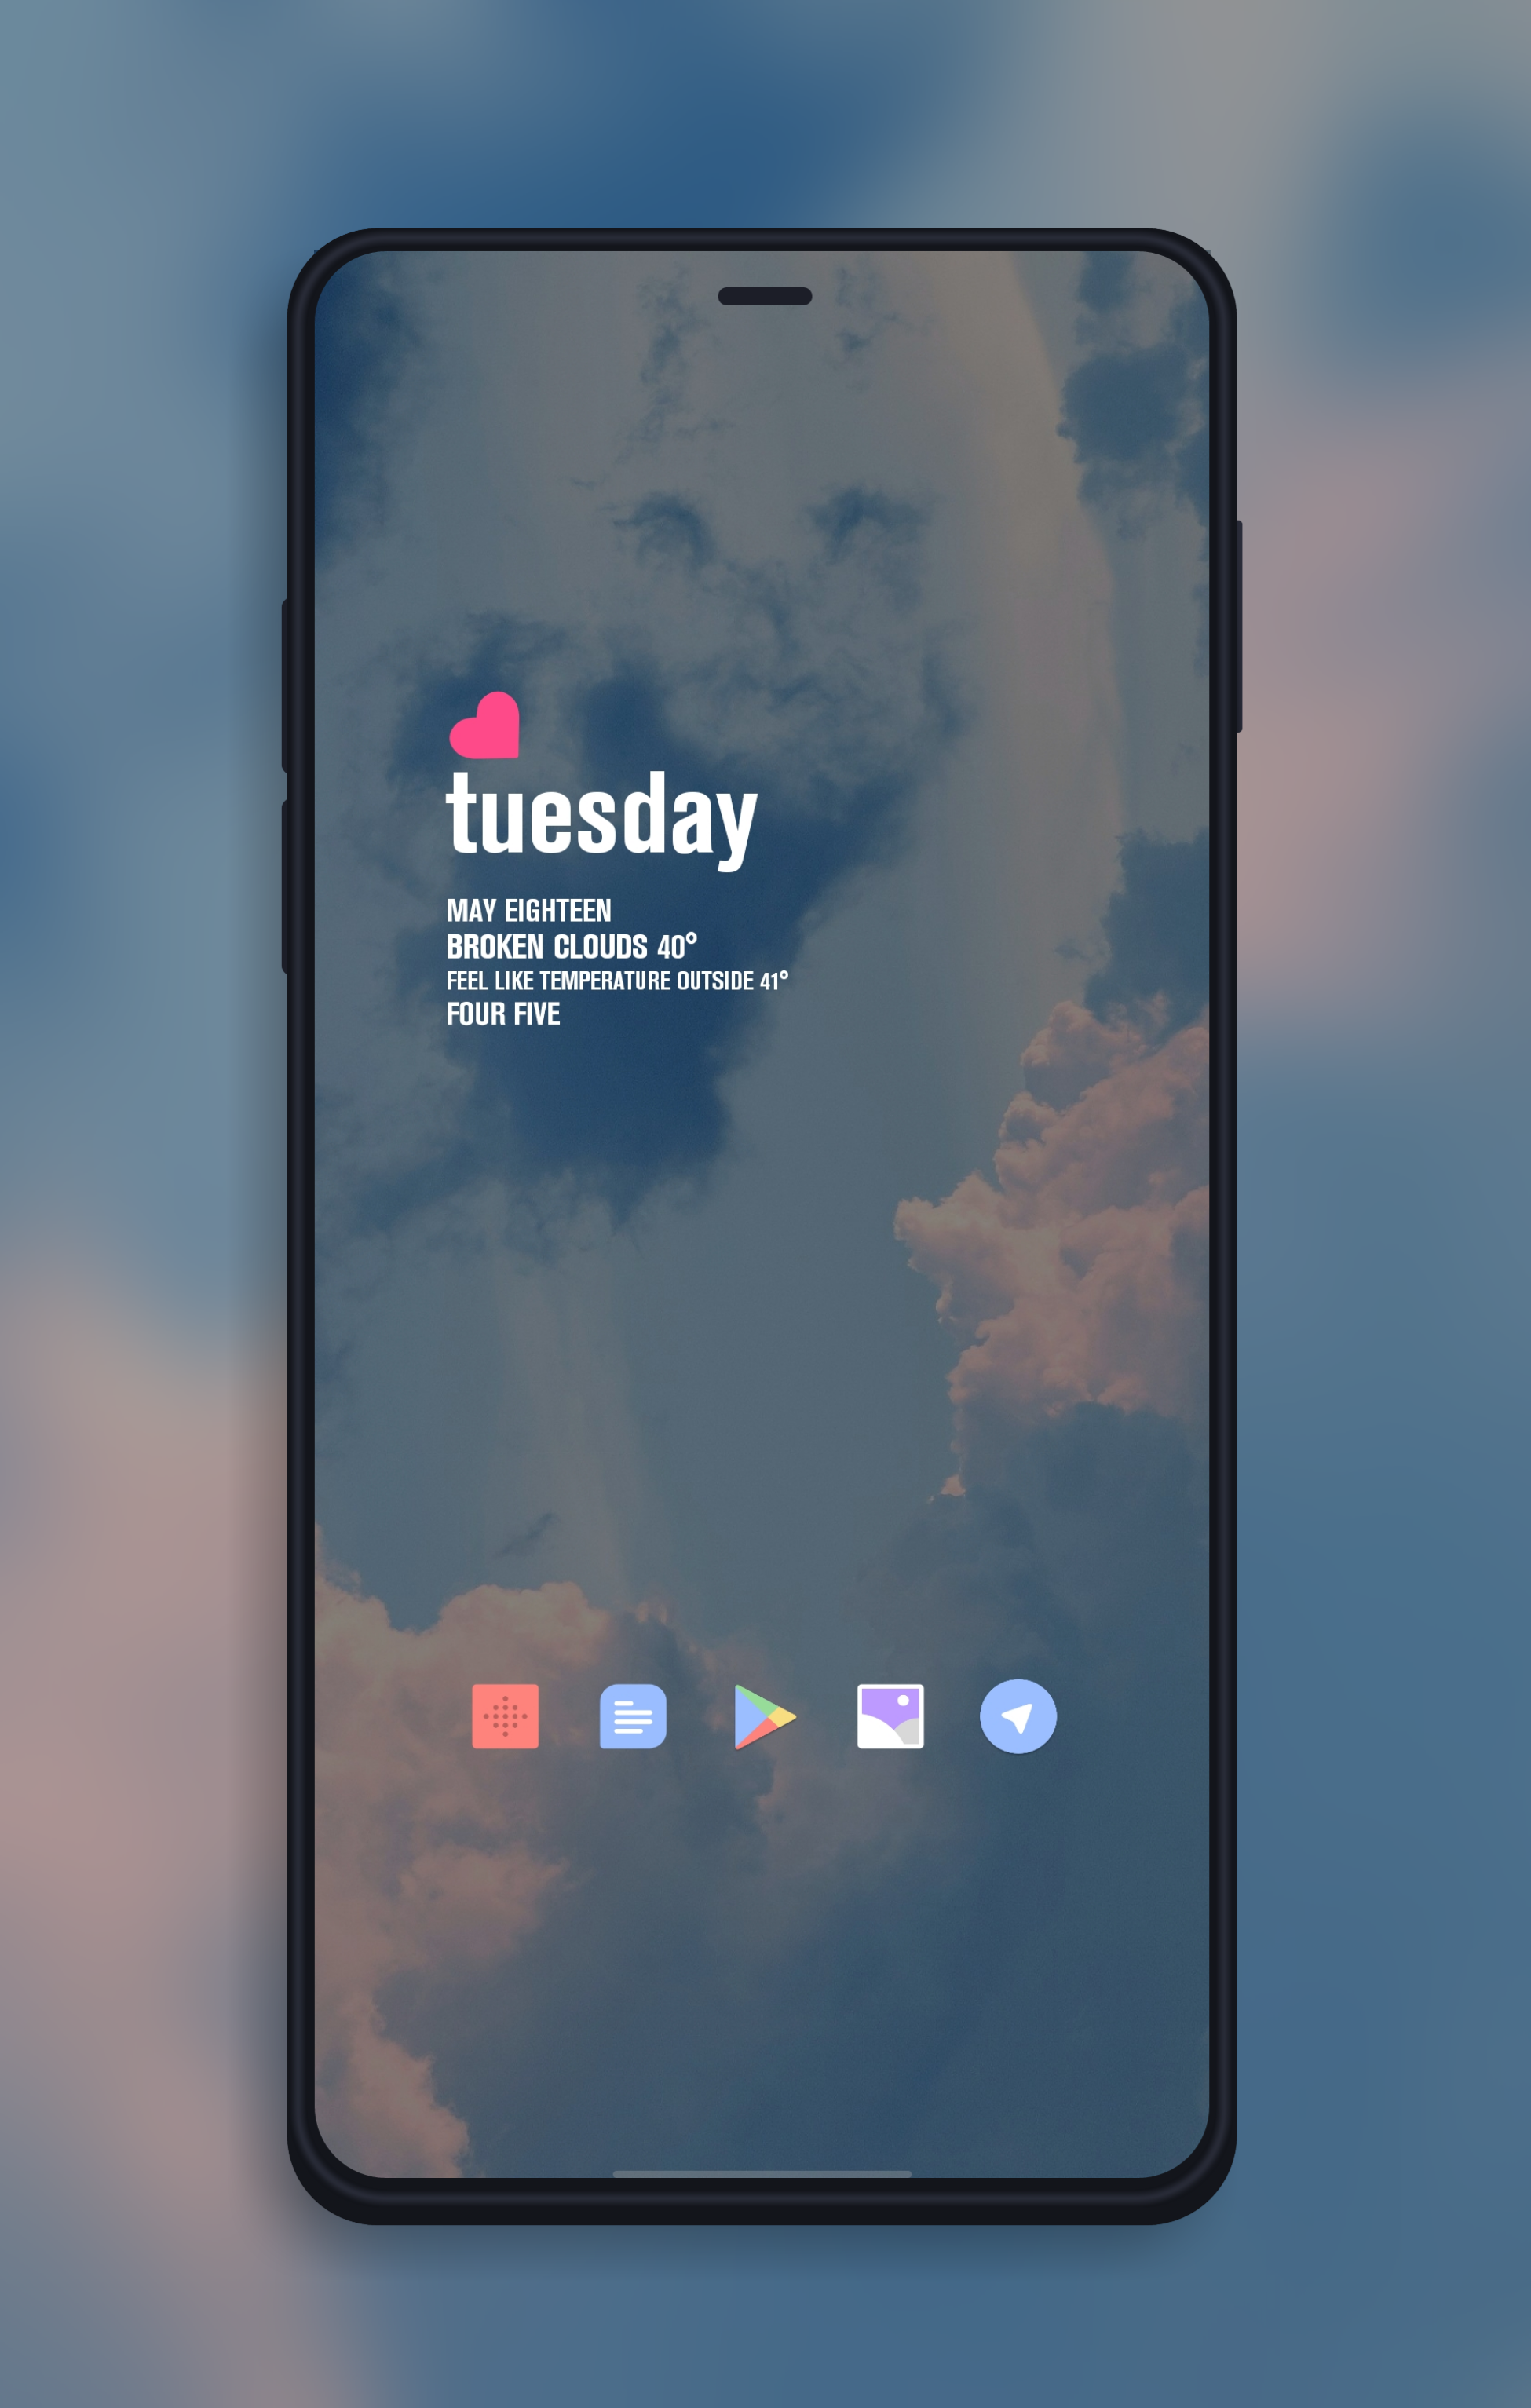 tuesday
MAY EIGHTEEN
BROKEN CLOUDS 40°
FEEL LIKE TEMPERATURE OUTSIDE 41°
FOUR FIVE